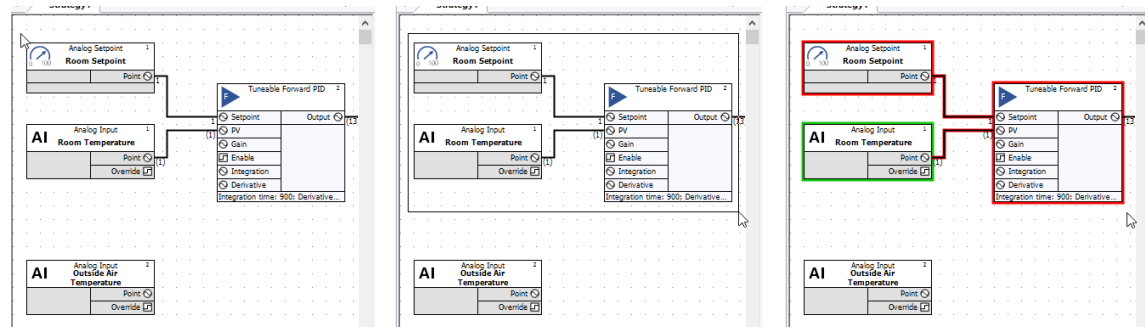 Analog Setpoint 1
Room Setpoint
0 100
Point
1
Tuneable Forward PID 2
F
1 Setpoint Output (13
(1) PV
Gain
Enable
Integration
Derivative
Integration time: 900: Derivative...
Analog Input 1
AI Room Temperature
Point (1)
Override
Analog Input 2
AI Outside Air
Temperature
Point
Override
Analog Setpoint 1
Room Setpoint
0 100
Point
1
Tuneable Forward PID 2
F
1 Setpoint Output
(1) PV
Gain
Enable
Integration
Derivative
Integration time: 900: Derivative...
Analog Input 1
AI Room Temperature
Point (1)
Override
Analog Input 2
AI Outside Air
Temperature
Point
Override
Analog Setpoint 1
Room Setpoint
0 100
Point
1
Tuneable Forward PID 2
F
1 Setpoint Output (13
(1) PV
Gain
Enable
Integration
Derivative
Integration time: 900: Derivative...
Analog Input 1
AI Room Temperature
Point (1)
Override
Analog Input 2
AI Outside Air
Temperature
Point
Override